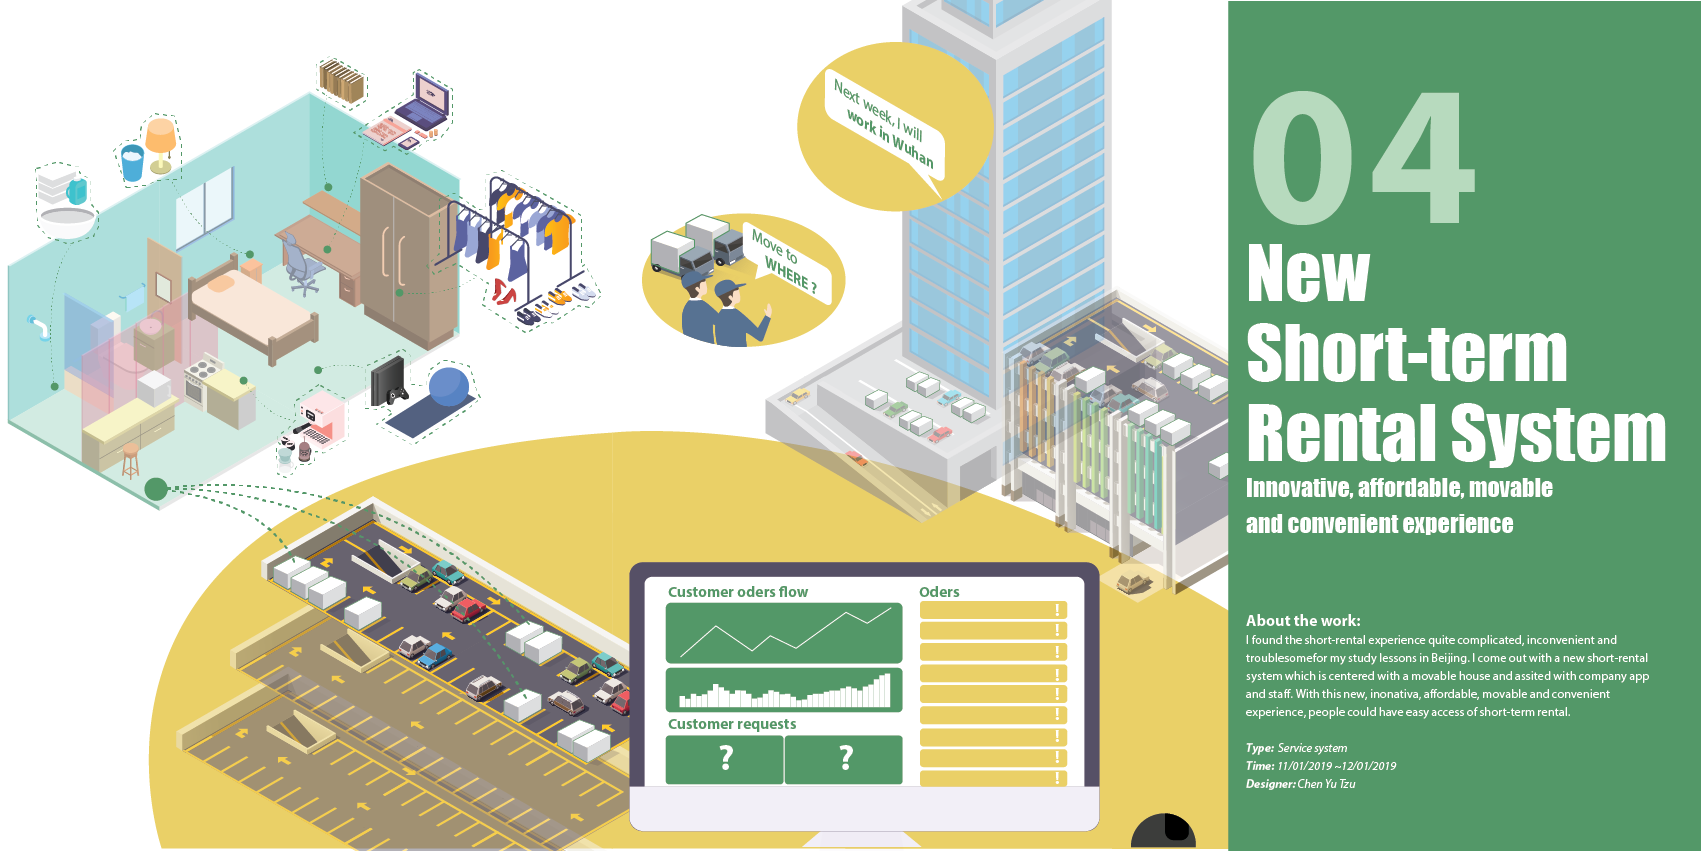 Next week, I will
work in Wuhan
Move to
WHERE ?
Customer oders flow
Oders
!
!
!
!
!
!
!
!
!
Customer requests
?
?
04
New
Short-term
Rental System
Innovative, affordable, movable
and convenient experience
About the work:
I found the short-rental experience quite complicated, inconvenient and
troublesomefor my study lessons in Beijing. I come out with a new short-rental
system which is centered with a movable house and assited with company app
and staff. With this new, inonativa, affordable, movable and convenient
experience, people could have easy access of short-term rental.
Type: Service system
Time: 11/01/2019 ~12/01/2019
Designer: Chen Yu Tzu